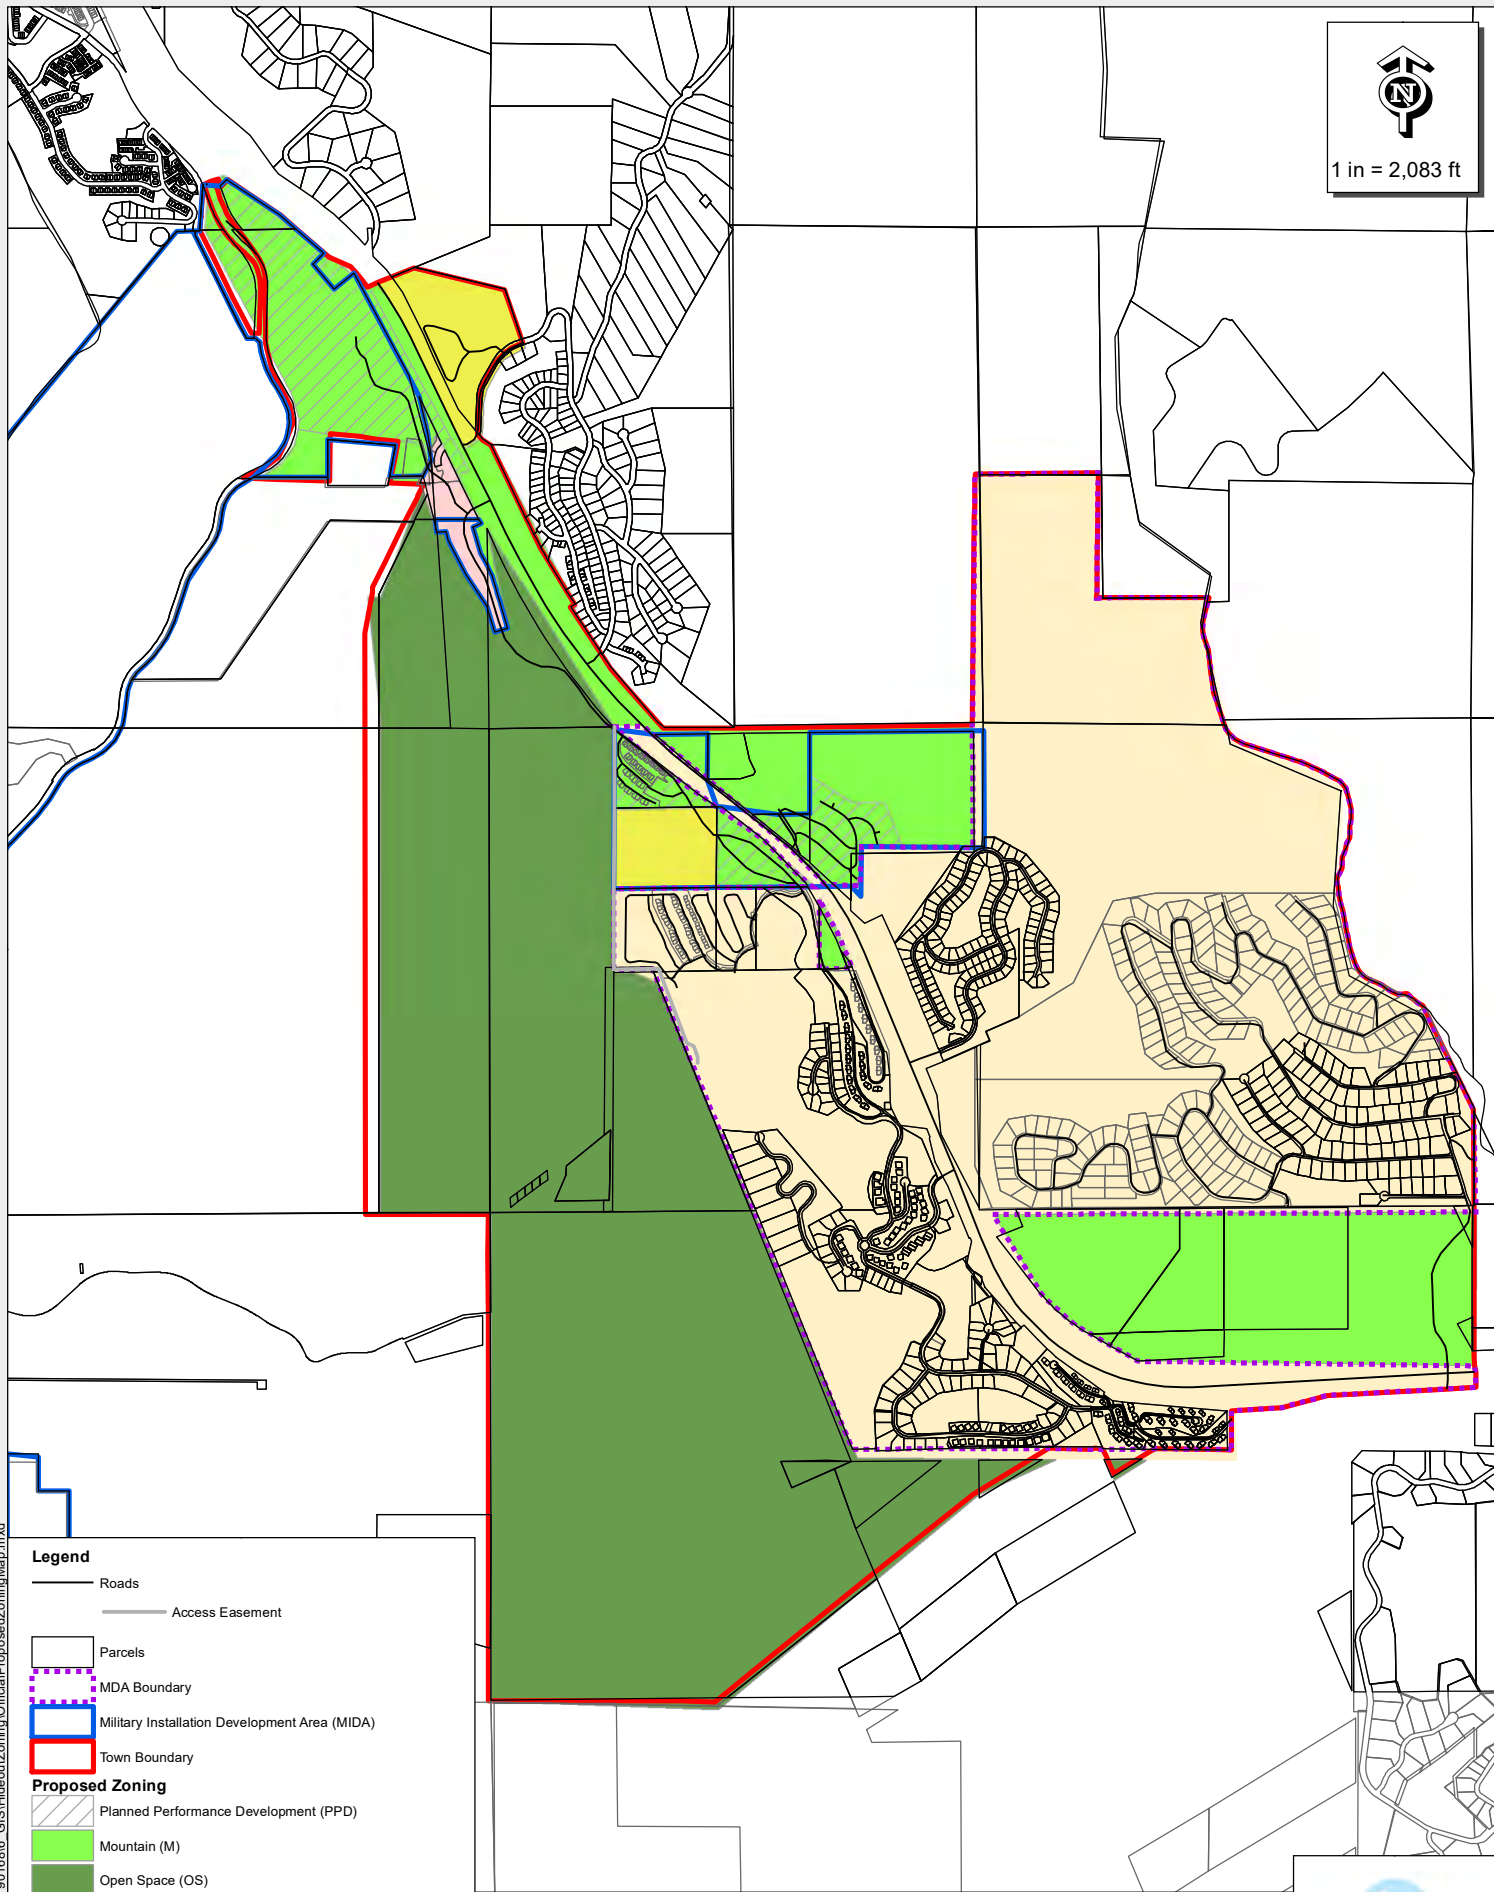 N
1 in = 2,083 ft
Legend
Roads
Access Easement
Parcels
MDA Boundary
Military Installation Development Area (MIDA)
Town Boundary
Proposed Zoning
Planned Performance Development (PPD)
Mountain (M)
Open Space (OS)